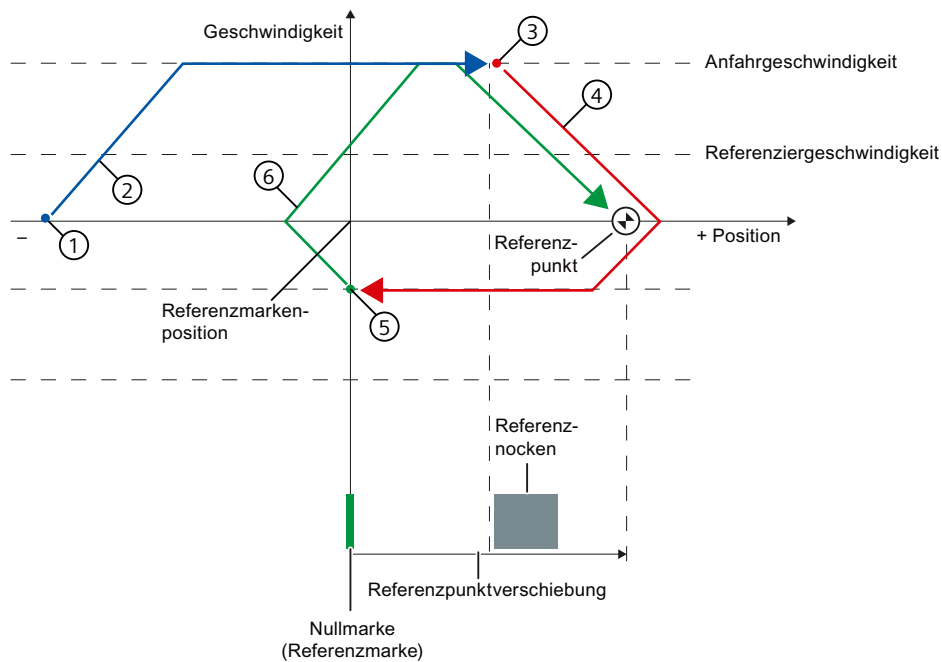 Geschwindigkeit
3
Anfahrgeschwindigkeit
4
Referenziergeschwindigkeit
2
6
1
–
Referenz-
punkt
+ Position
Referenzmarken-
position
5
Referenz-
nocken
Referenzpunktverschiebung
Nullmarke
(Referenzmarke)